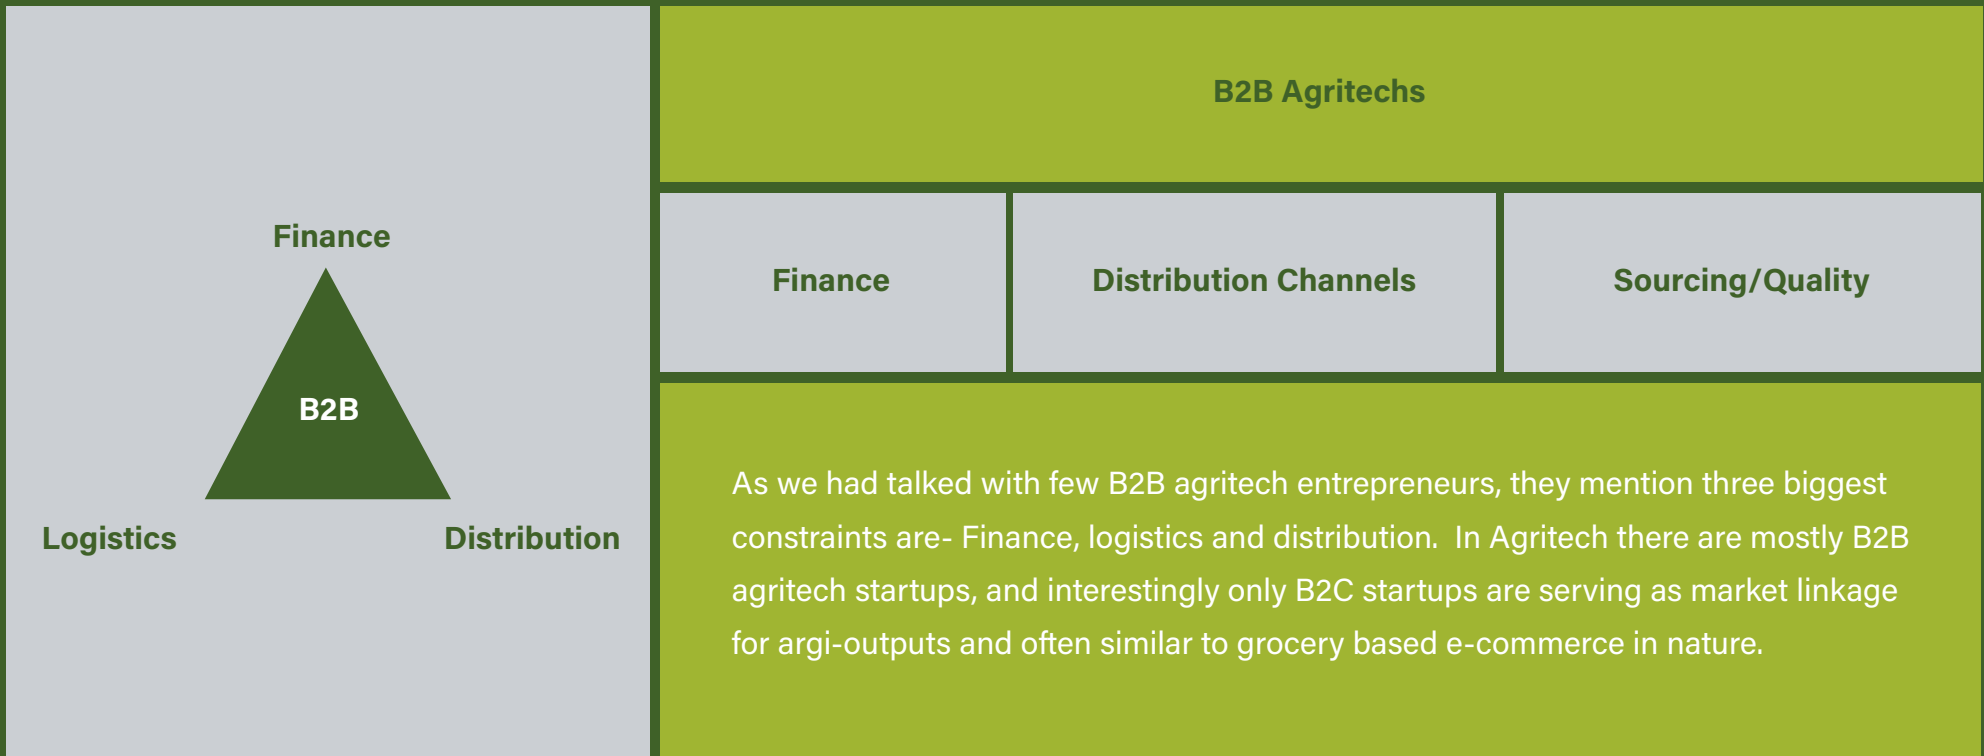 Finance
B2B
Logistics
Distribution
B2B Agritechs
Finance
Distribution Channels
Sourcing/Quality
As we had talked with few B2B agritech entrepreneurs, they mention three biggest
constraints are- Finance, logistics and distribution.  In Agritech there are mostly B2B
agritech startups, and interestingly only B2C startups are serving as market linkage
for argi-outputs and often similar to grocery based e-commerce in nature.